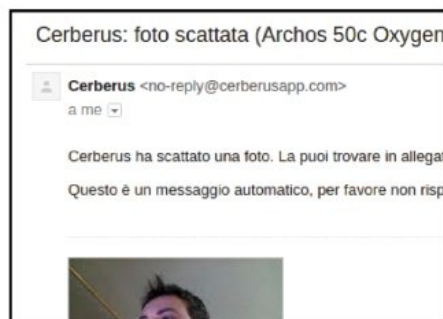 Cerberus: foto scattata (Archos 50c Oxygen
Cerberus <no-reply@cerberusapp.com>
a me
Cerberus ha scattato una foto. La puoi trovare in allega
Questo è un messaggio automatico, per favore non risp